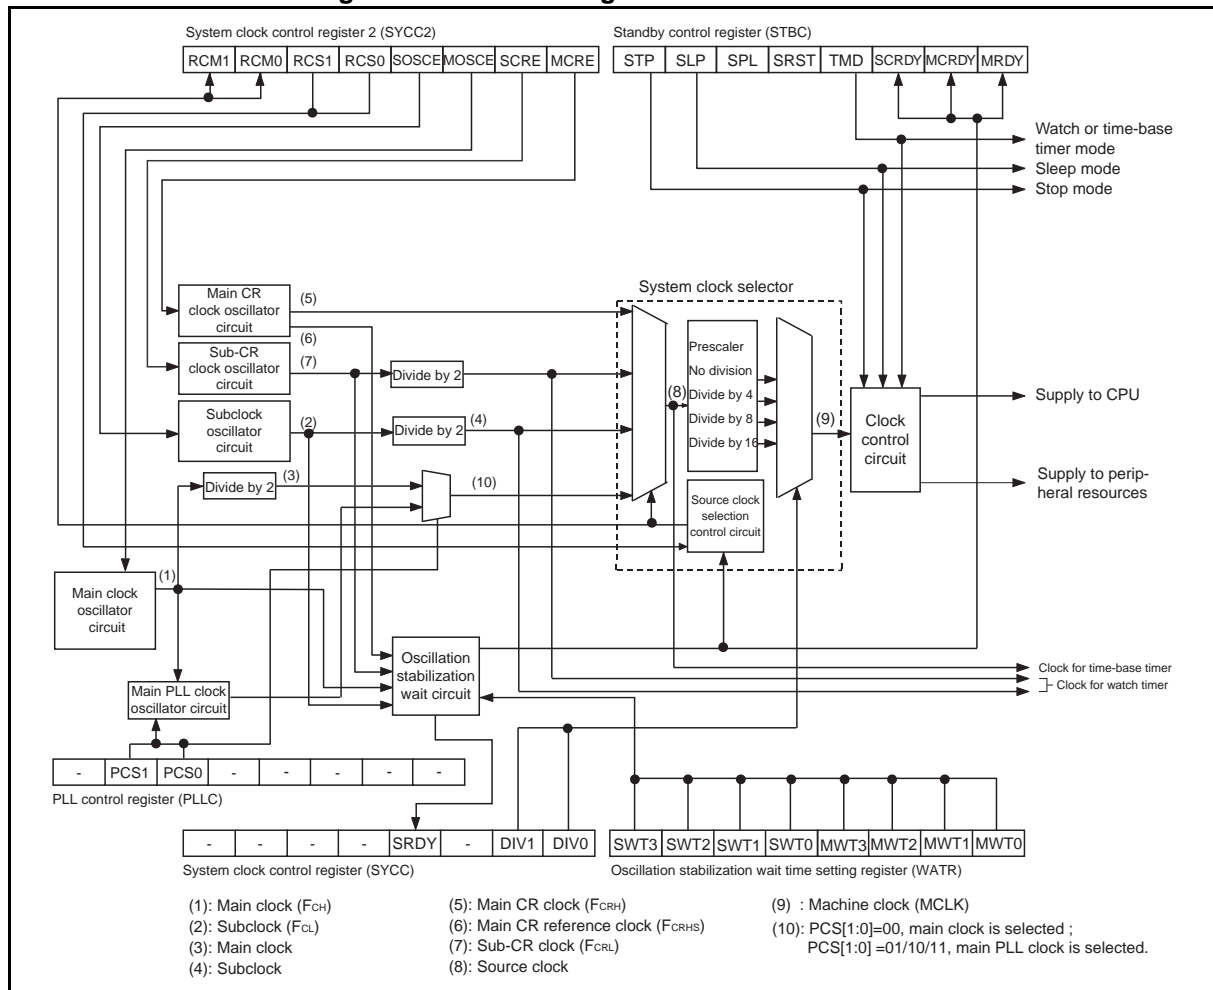 System clock control register 2 (SYCC2)
Standby control register (STBC)
RCM1 RCM0 RCS1 RCS0 SOSCE MOSCE SCRE MCRE
STP SLP SPL SRST TMD SCRDY MCRDY MRDY
Watch or time-base
timer mode
Sleep mode
Stop mode
System clock selector
Main CR
clock oscillator
circuit
(5)
(6)
Sub-CR
clock oscillator
circuit
(7)
Divide by 2
Subclock
oscillator
circuit
(2)
Divide by 2
(4)
Divide by 2
(3)
(10)
Prescaler
No division
Divide by 4
Divide by 8
Divide by 16
(8)
(9)
Clock
control
circuit
Supply to CPU
Supply to perip-
heral resources
Source clock
selection
control circuit
Main clock
oscillator
circuit
(1)
Oscillation
stabilization
wait circuit
Main PLL clock
oscillator circuit
Clock for time-base timer
Clock for watch timer
- PCS1 PCS0 - - - - -
PLL control register (PLLC)
- - - - SRDY - DIV1 DIV0
System clock control register (SYCC)
SWT3 SWT2 SWT1 SWT0 MWT3 MWT2 MWT1 MWT0
Oscillation stabilization wait time setting register (WATR)
(1): Main clock (FCH)
(2): Subclock (FCL)
(3): Main clock
(4): Subclock
(5): Main CR clock (FCRH)
(6): Main CR reference clock (FCRHS)
(7): Sub-CR clock (FCRL)
(8): Source clock
(9) : Machine clock (MCLK)
(10): PCS[1:0]=00, main clock is selected ;
PCS[1:0] =01/10/11, main PLL clock is selected.